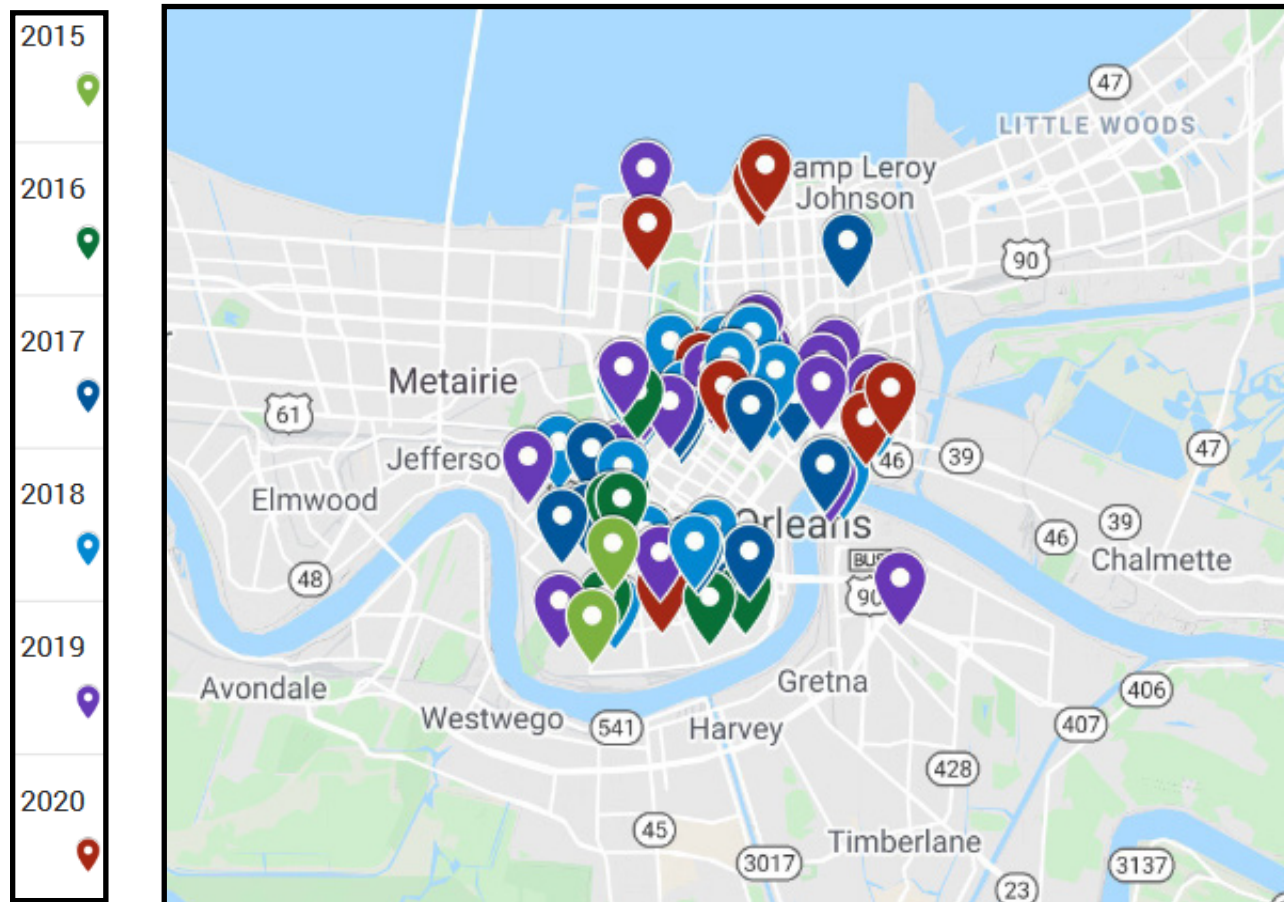 2015
2016
2017
2018
2019
2020
47
LITTLE WOODS
amp Leroy
Johnson
90
Metairie
61
Jefferso
46
39
47
Elmwood
Orleans
39
46
BUS
Chalmette
48
90
Gretna
Avondale
406
Westwego
541
Harvey
407
428
45
Timberlane
3017
3137
23